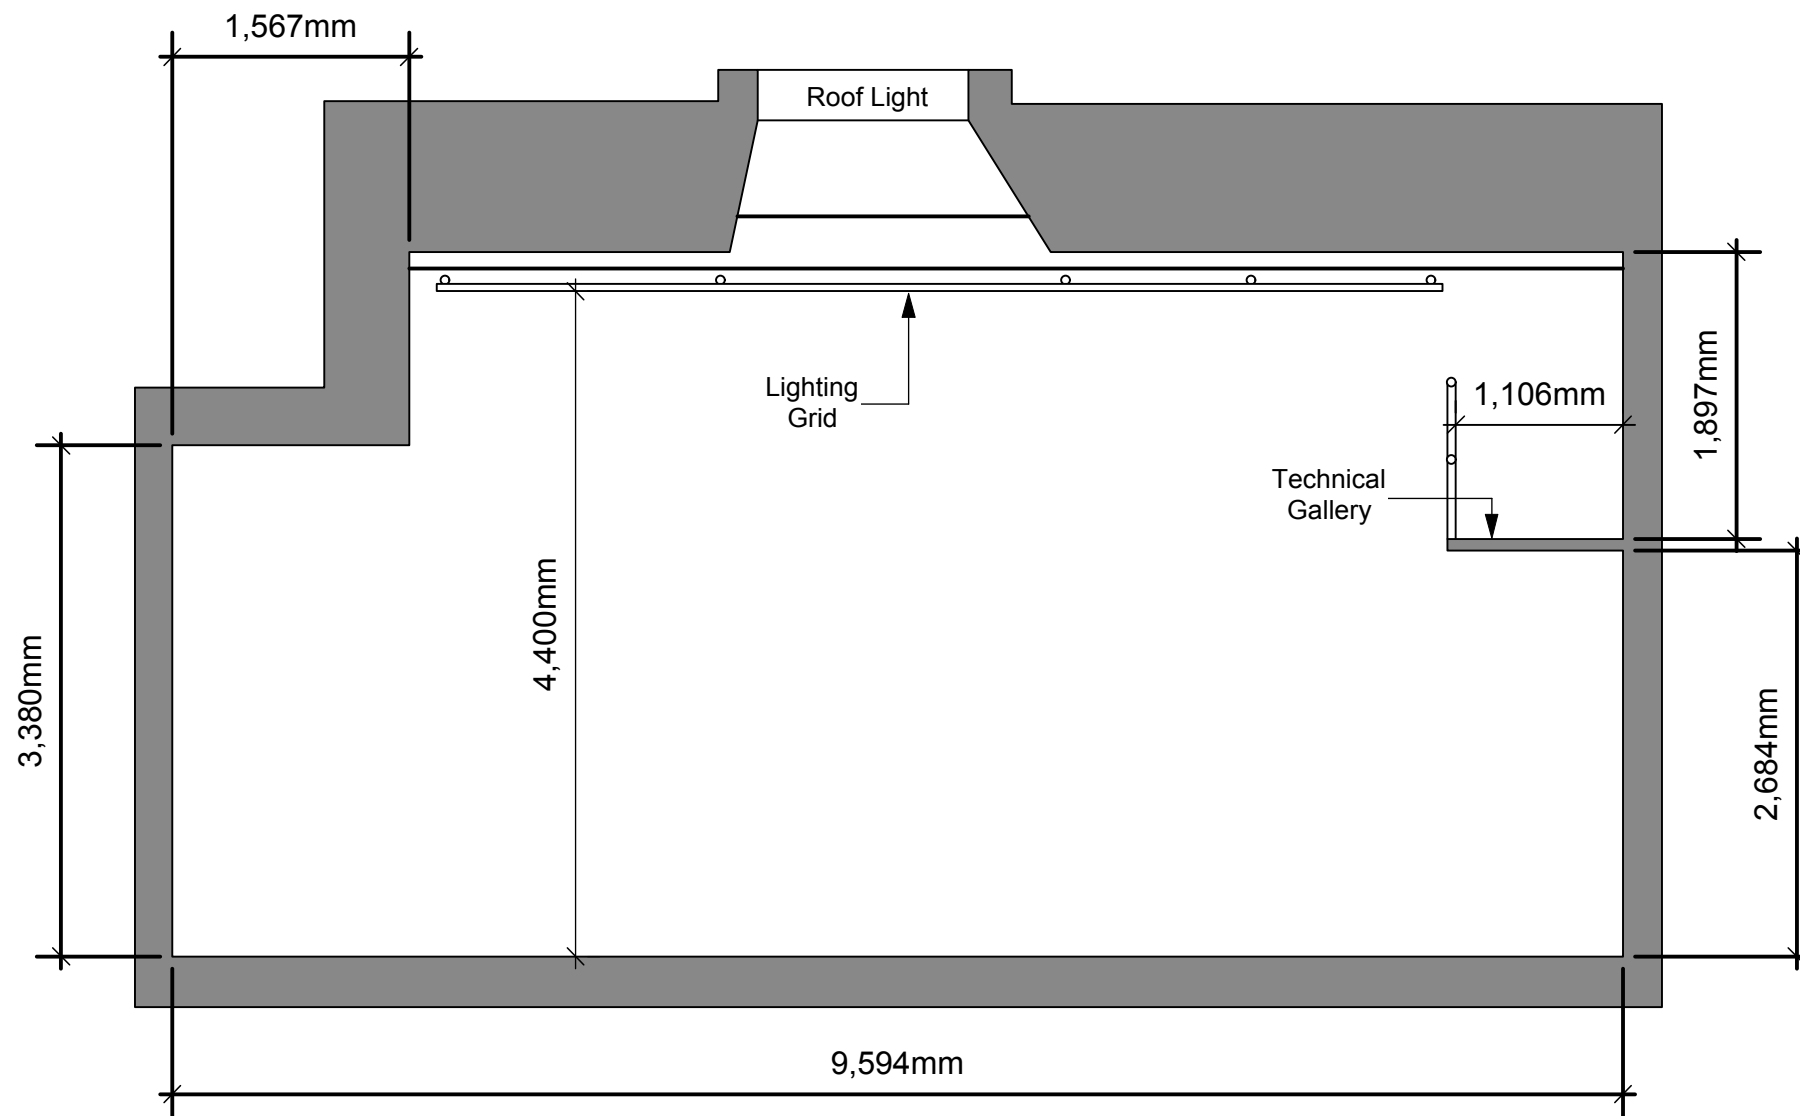 1,567mm
Roof Light
Lighting
Grid
1,106mm
1,897mm
Technical
Gallery
4,400mm
3,380mm
2,684mm
9,594mm